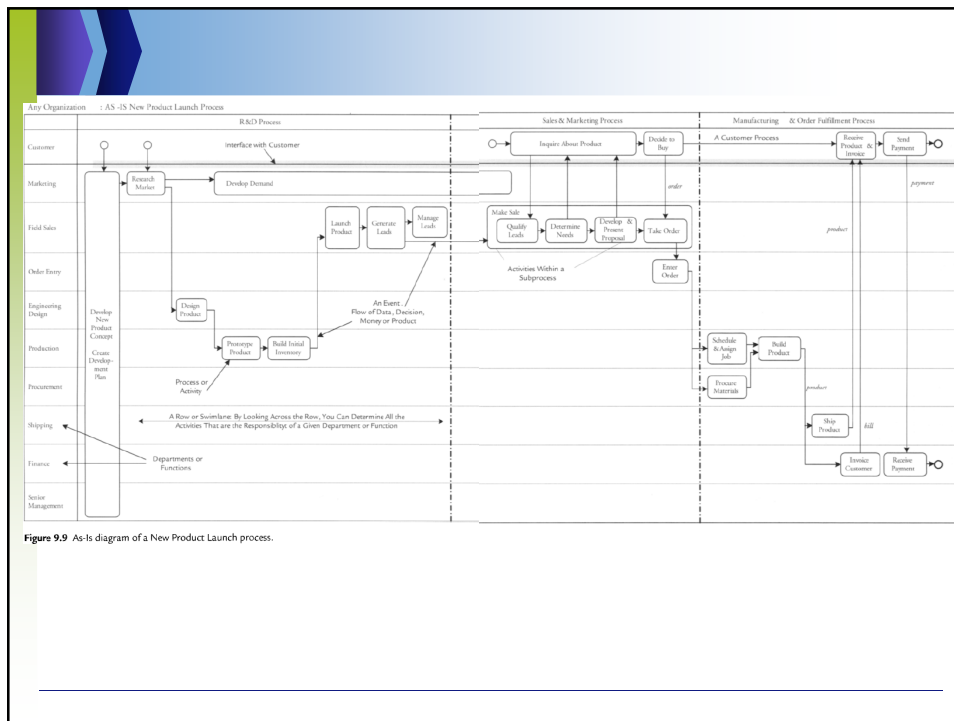 Any Organization : AS -IS New Product Launch Process
R&D Process
Sales & Marketing Process
Manufacturing & Order Fulfillment Process
Customer
Interface with Customer
Inquire About Product
Decide to
Buy
A Customer Process
Receive
Product &
Invoice
Send
Payment
Marketing
Research
Market
Develop Demand
order
payment
Field Sales
Launch
Product
Generate
Leads
Manage
Leads
Make Sale
Qualify
Leads
Determine
Needs
Develop &
Present
Preposal
Take Order
product
Order Entry
Activities Within a
Subprocess
Enter
Order
Engineering
Design
Develop
New
Product
Concept
Create
Develop-
ment
Plan
Design
Product
An Event
Flow of Data, Decision,
Money or Product
Production
Prototype
Product
Build Initial
Inventory
Schedule
& Assign
Job
Build
Product
Procurement
Process or
Activity
Procure
Materials
product
Shipping
A Row or Swimlane: By Looking Across the Row, You Can Determine All the
Activities That are the Responsiblitys of a Given Department or Function
Ship
Product
bill
Finance
Departments or
Functions
Invoice
Customer
Receive
Payment
Senior
Management
Figure 9.9 As-Is diagram of a New Product Launch process.